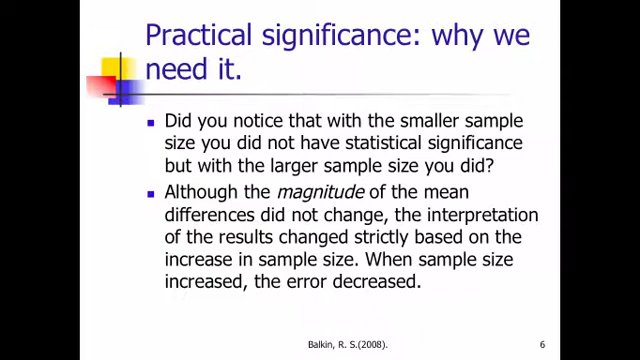 Practical significance: why we
need it.
Did you notice that with the smaller sample
size you did not have statistical significance
but with the larger sample size you did?
Although the magnitude of the mean
differences did not change, the interpretation
of the results changed strictly based on the
increase in sample size. When sample size
increased, the error decreased.
Balkin, R. S.(2008).
6